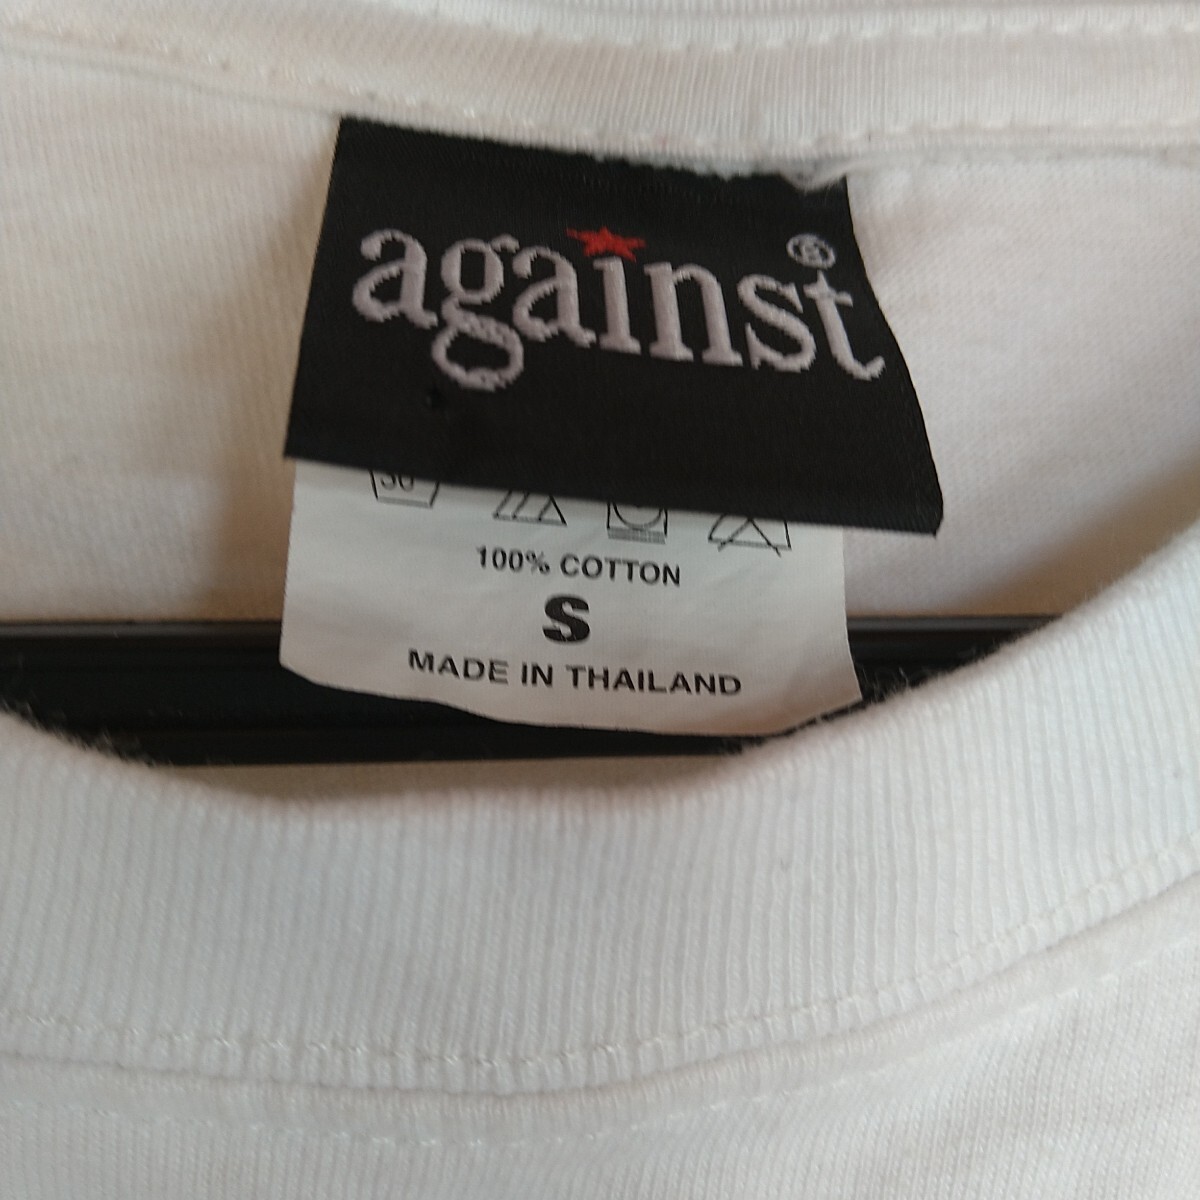 against
100% COTTON
S
MADE IN THAILAND